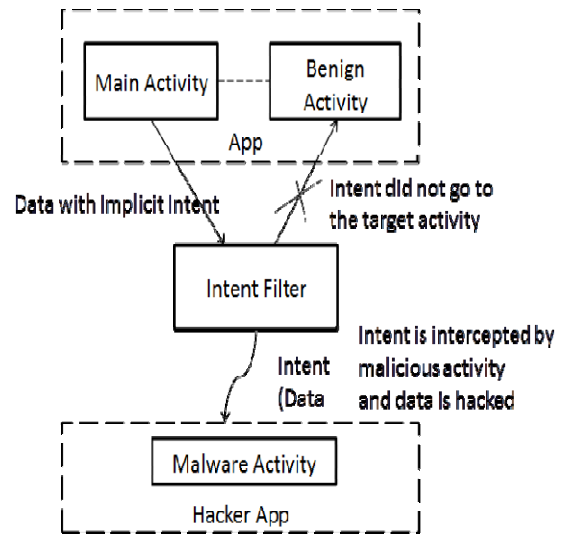 Main Activity
Benign
Activity
App
Data with Implicit Intent
Intent did not go to
the target activity
Intent Filter
Intent
(Data
Intent is intercepted by
malicious activity
and data is hacked
Malware Activity
Hacker App